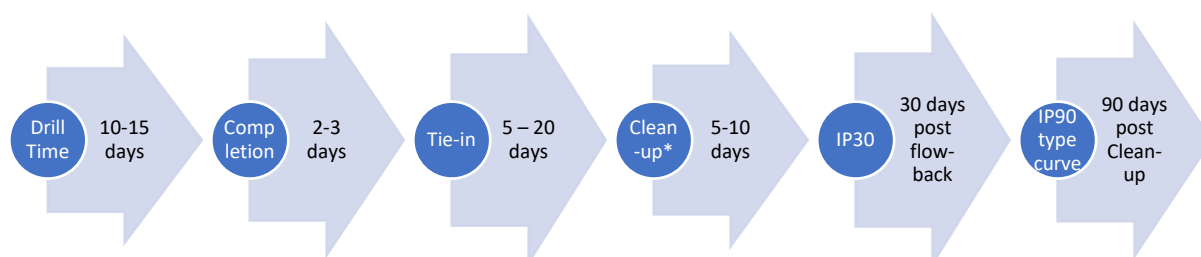 Drill
Time
10-15
days
Comp
letion
2-3
days
Tie-in
5 – 20
days
Clean
-up*
5-10
days
IP30
30 days
post
flow-
back
IP90
type
curve
90 days
post
Clean-
up